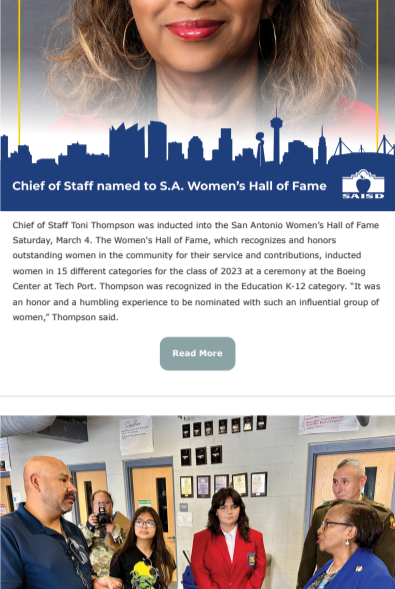 Chief of Staff named to S.A. Women's Hall of Fame
SAISD
Chief of Staff Toni Thompson was inducted into the San Antonio Women's Hall of Fame
Saturday, March 4. The Women's Hall of Fame, which recognizes and honors
outstanding women in the community for their service and contributions, inducted
women in 15 different categories for the class of 2023 at a ceremony at the Boeing
Center at Tech Port. Thompson was recognized in the Education K-12 category. "It was
an honor and a humbling experience to be nominated with such an influential group of
women," Thompson said.
Read More